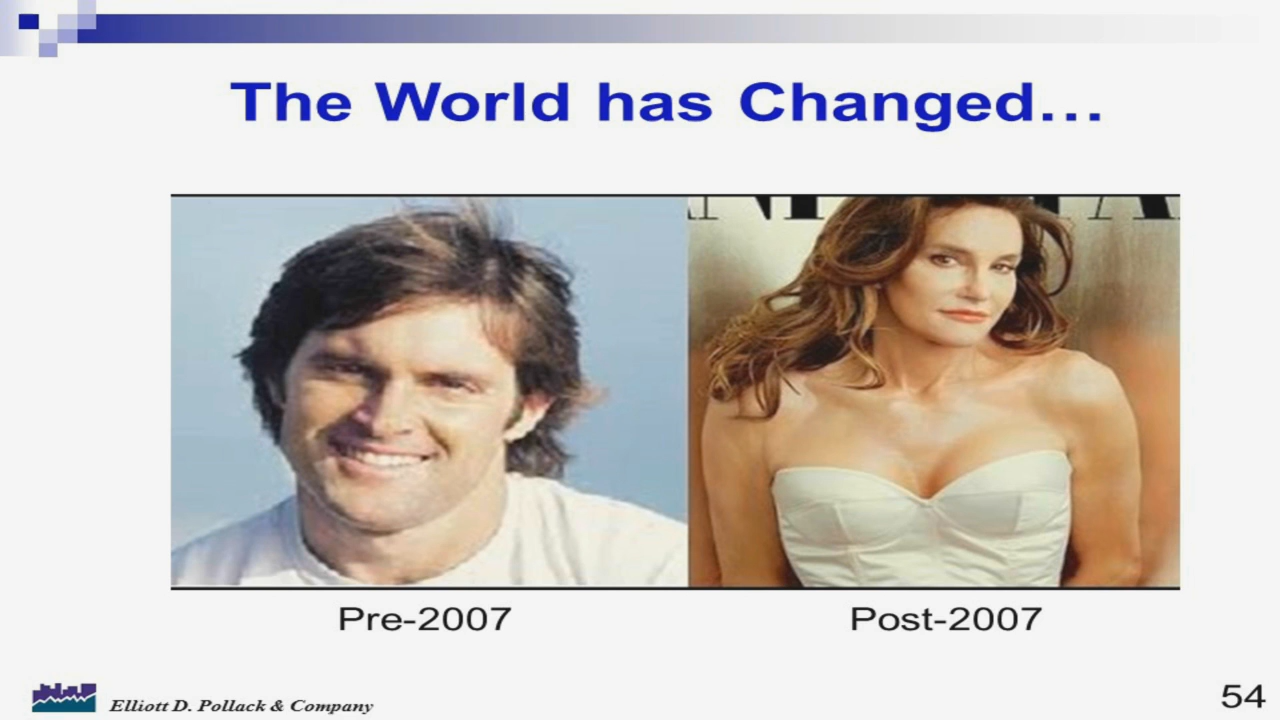 The World has Changed...
Pre-2007
Post-2007
Elliott D. Pollack & Company
54